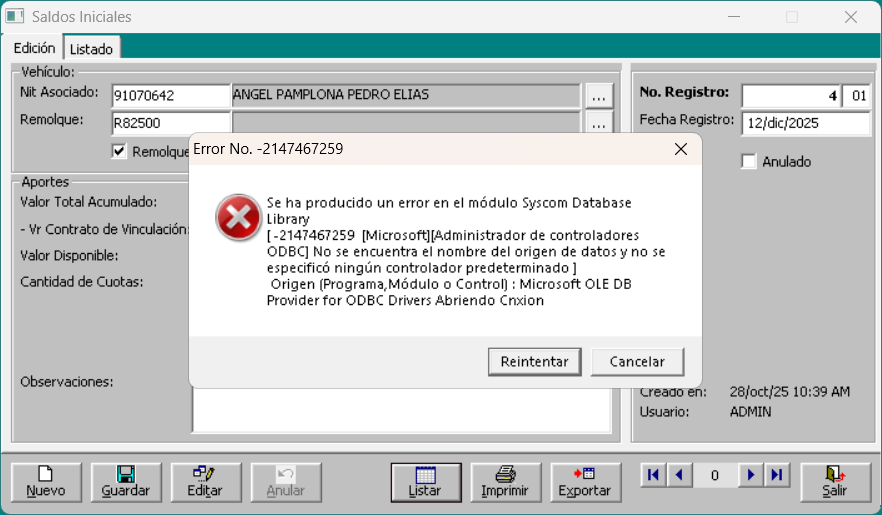 Saldos Iniciales
Edición
Listado
Vehículo:
Nit Asociado:
91070642
ANGEL PAMPLONA PEDRO ELIAS
...
Remolque:
R82500
...
Remolque
No. Registro:
4
01
Fecha Registro:
12/dic/2025
Anulado
Aportes
Valor Total Acumulado:
- Vr Contrato de Vinculación:
Valor Disponible:
Cantidad de Cuotas:
Observaciones:
Error No. -2147467259
Se ha producido un error en el módulo Syscom Database
Library
[ -2147467259 [Microsoft][Administrador de controladores
ODBC] No se encuentra el nombre del origen de datos y no se
especificó ningún controlador predeterminado ]
Origen (Programa,Módulo o Control) : Microsoft OLE DB
Provider for ODBC Drivers Abriendo Cnxion
Reintentar
Cancelar
Creado en:
28/oct/25 10:39 AM
Usuario:
ADMIN
Nuevo
Guardar
Editar
Anular
Listar
Imprimir
Exportar
0
Salir